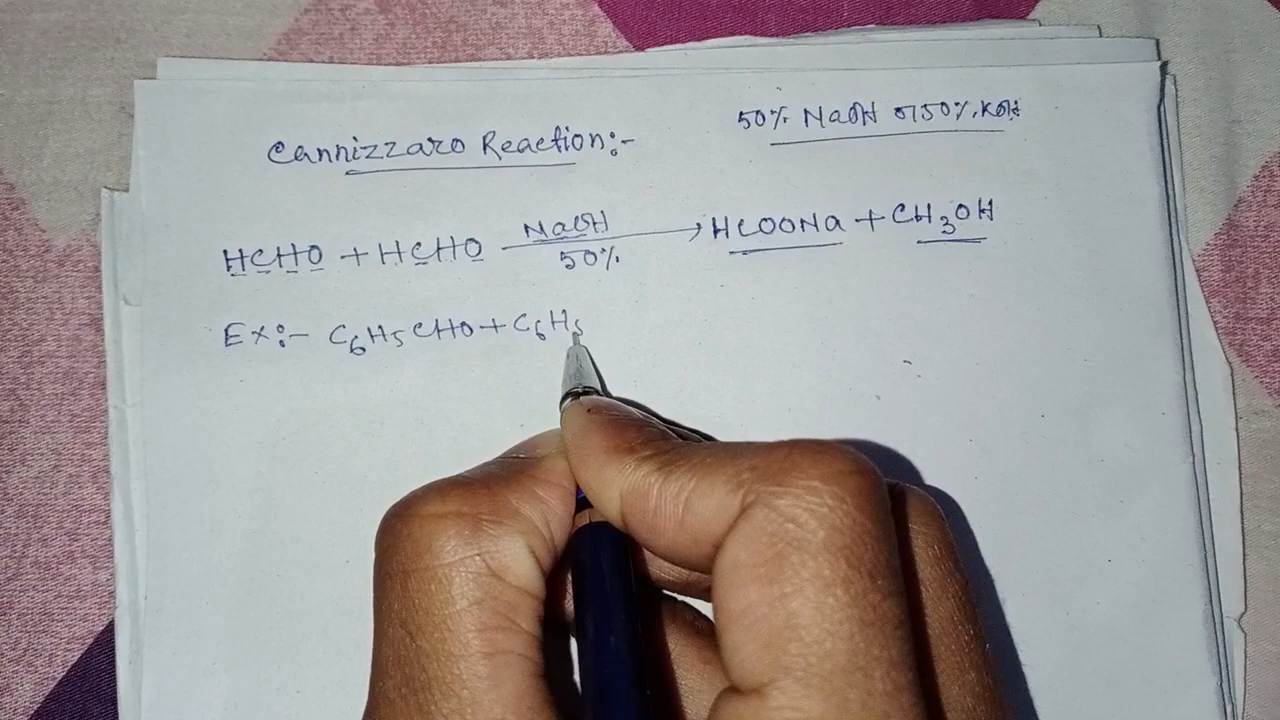 50% NaOH or 50% KOH
Cannizzaro Reaction:-
HCHO + HCHO NaOH 50% → HCOONa + CH3OH
Ex:- C6H5CHO + C6H5